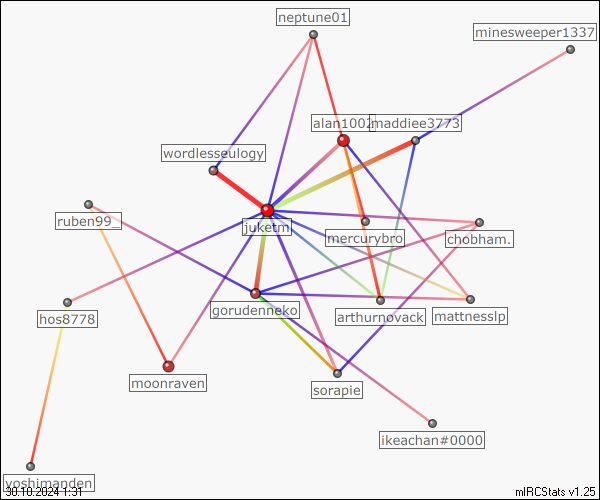 neptune01
minesweeper1337
alan1002
maddiee3773
wordlesseulogy
ruben99_
juketm
mercurybro
chobham.
hos8778
gorudenneko
arthurnovack
mattnesslp
moonraven
sorapie
ikeachan#0000
yoshimanden
30.10.2024 1:31
mIRCStats v1.25